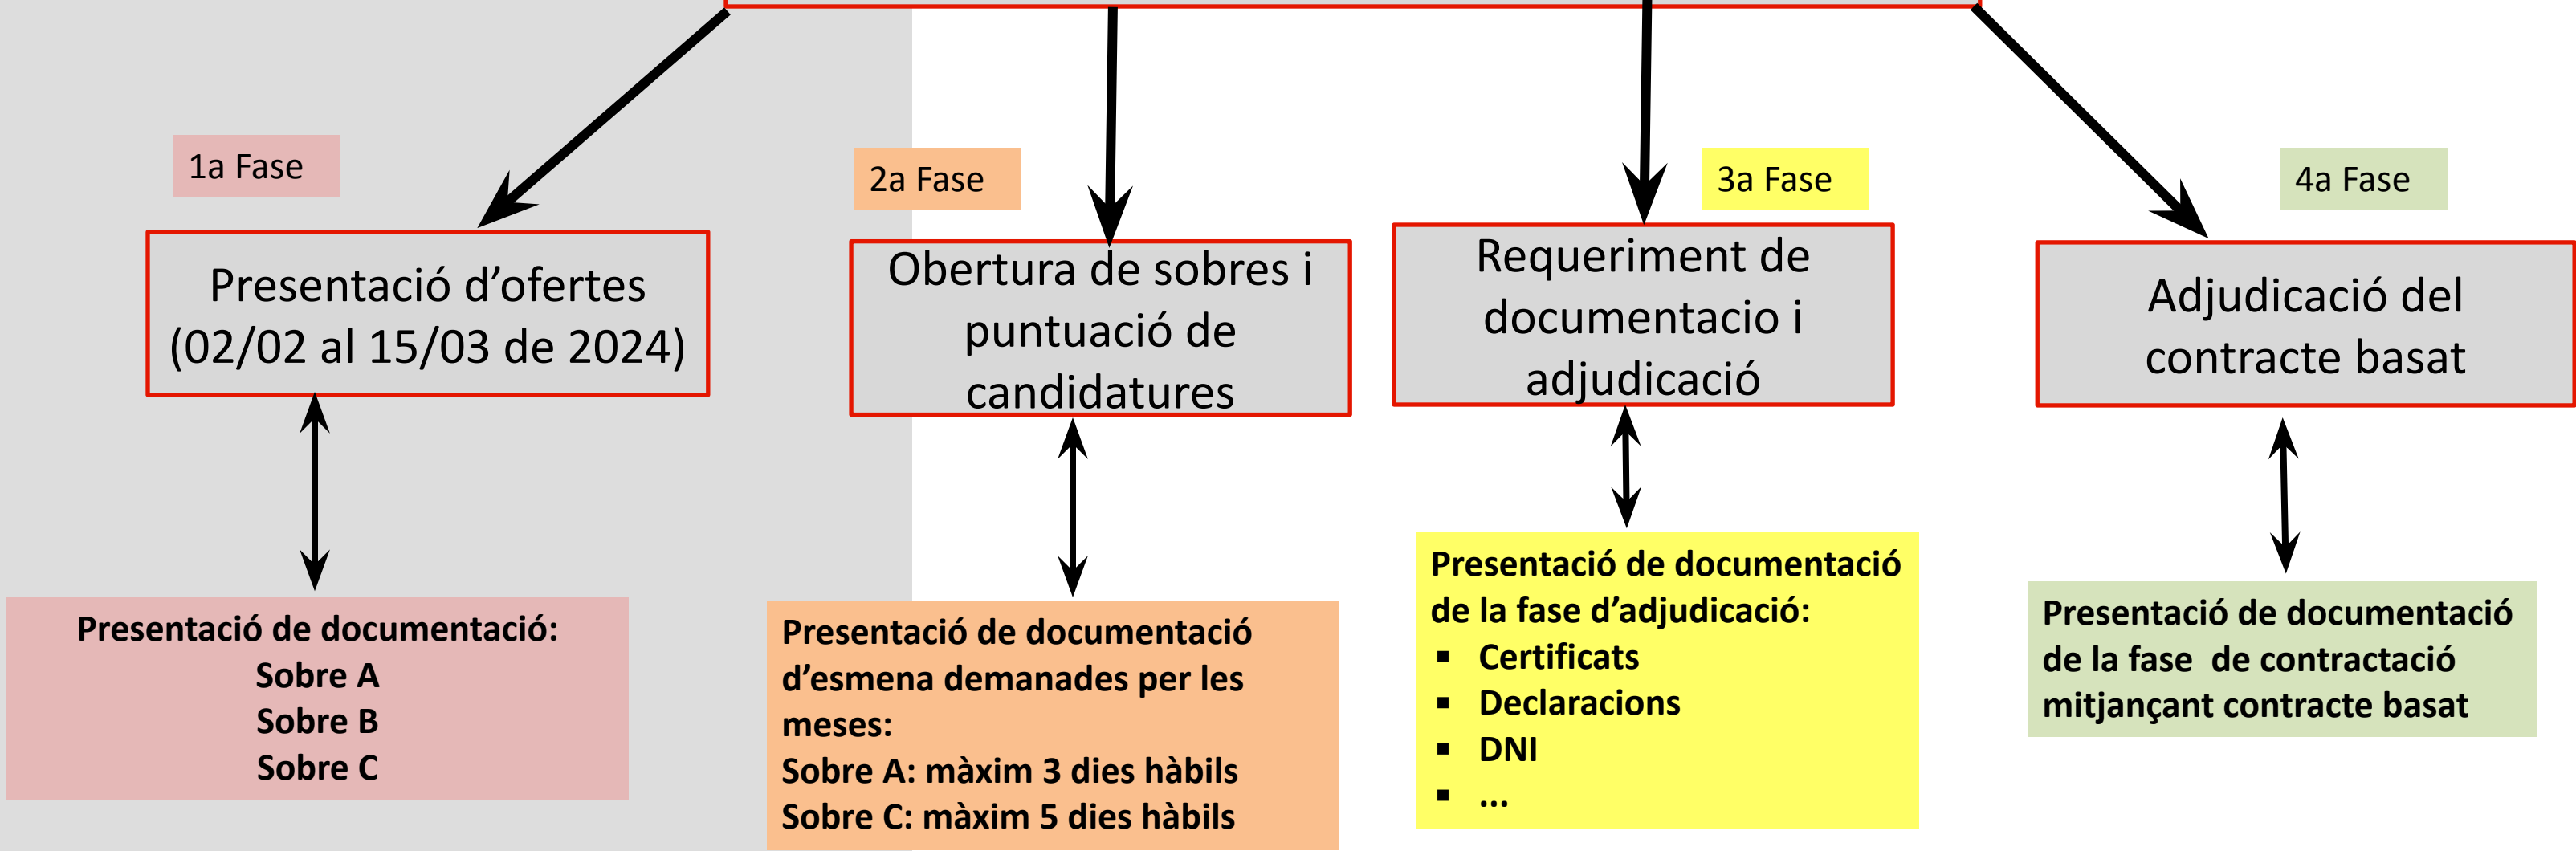 1a Fase
Presentació d’ofertes
(02/02 al 15/03 de 2024)
Presentació de documentació:
Sobre A
Sobre B
Sobre C
2a Fase
Obertura de sobres i
puntuació de
candidatures
Presentació de documentació
d’esmena demanades per les
meses:
Sobre A: màxim 3 dies hàbils
Sobre C: màxim 5 dies hàbils
3a Fase
Requeriment de
documentacio i
adjudicació
Presentació de documentació
de la fase d’adjudicació:
▪ Certificats
▪ Declaracions
▪ DNI
▪ ...
4a Fase
Adjudicació del
contracte basat
Presentació de documentació
de la fase de contractació
mitjançant contracte basat